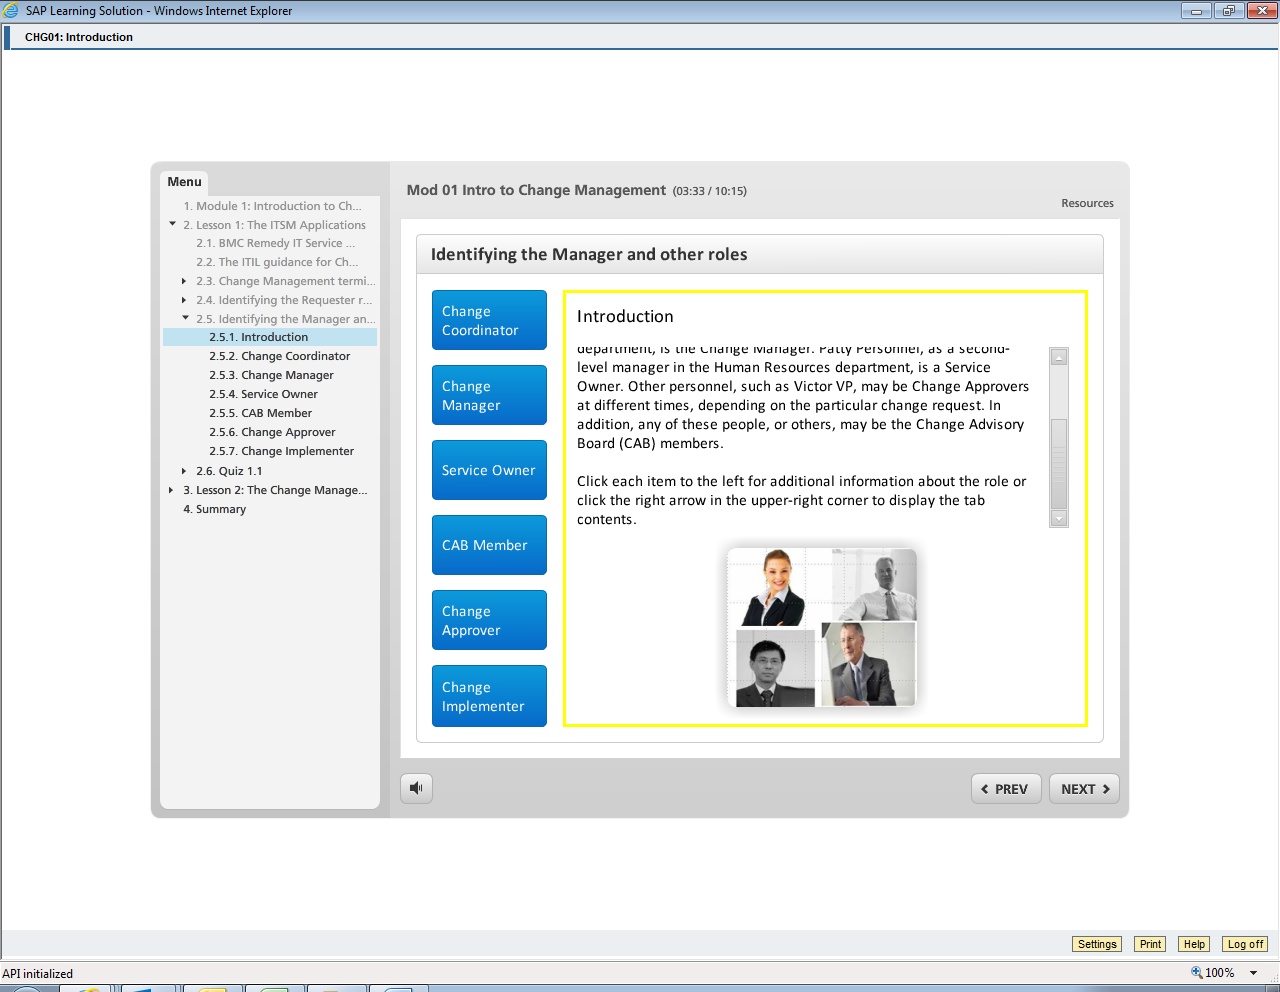 SAP Learning Solution - Windows Internet Explorer
CHG01: Introduction
Menu
1. Module 1: Introduction to Ch...
2. Lesson 1: The ITSM Applications
2.1. BMC Remedy IT Service ...
2.2. The ITIL guidance for Ch...
2.3. Change Management termi...
2.4. Identifying the Requester r...
2.5. Identifying the Manager an...
2.5.1. Introduction
2.5.2. Change Coordinator
2.5.3. Change Manager
2.5.4. Service Owner
2.5.5. CAB Member
2.5.6. Change Approver
2.5.7. Change Implementer
2.6. Quiz 1.1
3. Lesson 2: The Change Manage...
4. Summary
Mod 01 Intro to Change Management (03:33 / 10:15)
Resources
Identifying the Manager and other roles
Change
Coordinator
Change
Manager
Service Owner
CAB Member
Change
Approver
Change
Implementer
Introduction
department, is the Change Manager. Patty Personnel, as a second-
level manager in the Human Resources department, is a Service
Owner. Other personnel, such as Victor VP, may be Change Approvers
at different times, depending on the particular change request. In
addition, any of these people, or others, may be the Change Advisory
Board (CAB) members.
Click each item to the left for additional information about the role or
click the right arrow in the upper-right corner to display the tab
contents.
PREV
NEXT
Settings
Print
Help
Log off
API initialized
100%